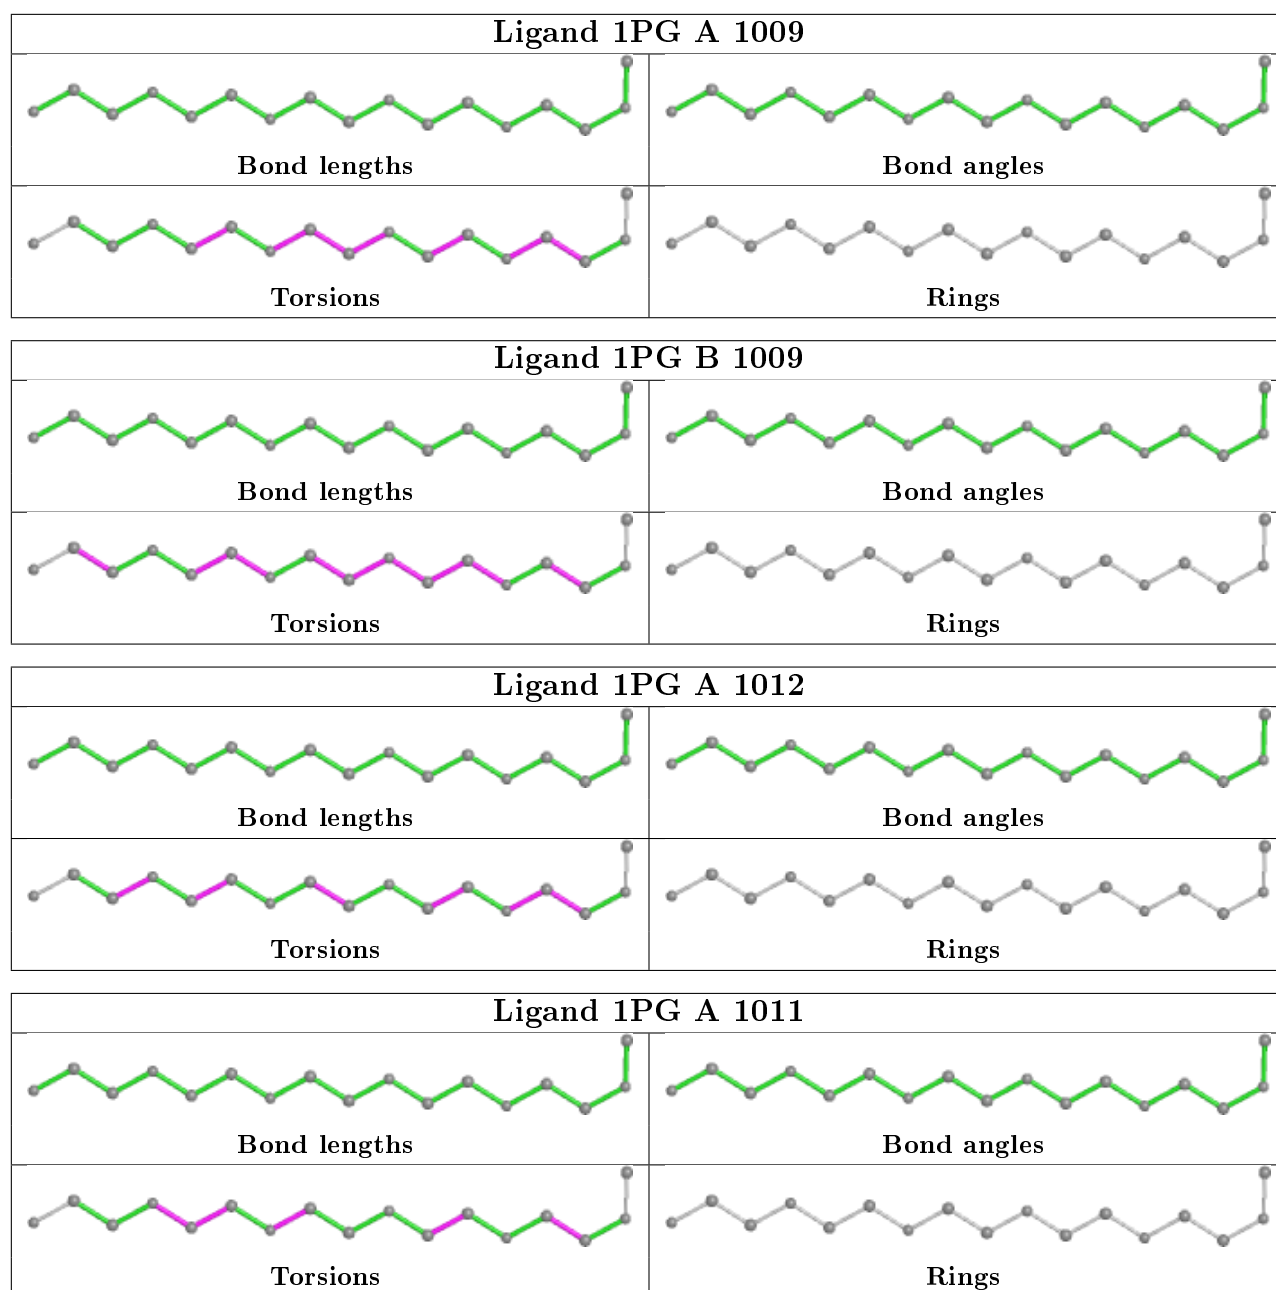 Ligand 1PG A 1009
Bond lengths Bond angles
Torsions Rings
Ligand 1PG B 1009
Bond lengths Bond angles
Torsions Rings
Ligand 1PG A 1012
Bond lengths Bond angles
Torsions Rings
Ligand 1PG A 1011
Bond lengths Bond angles
Torsions Rings